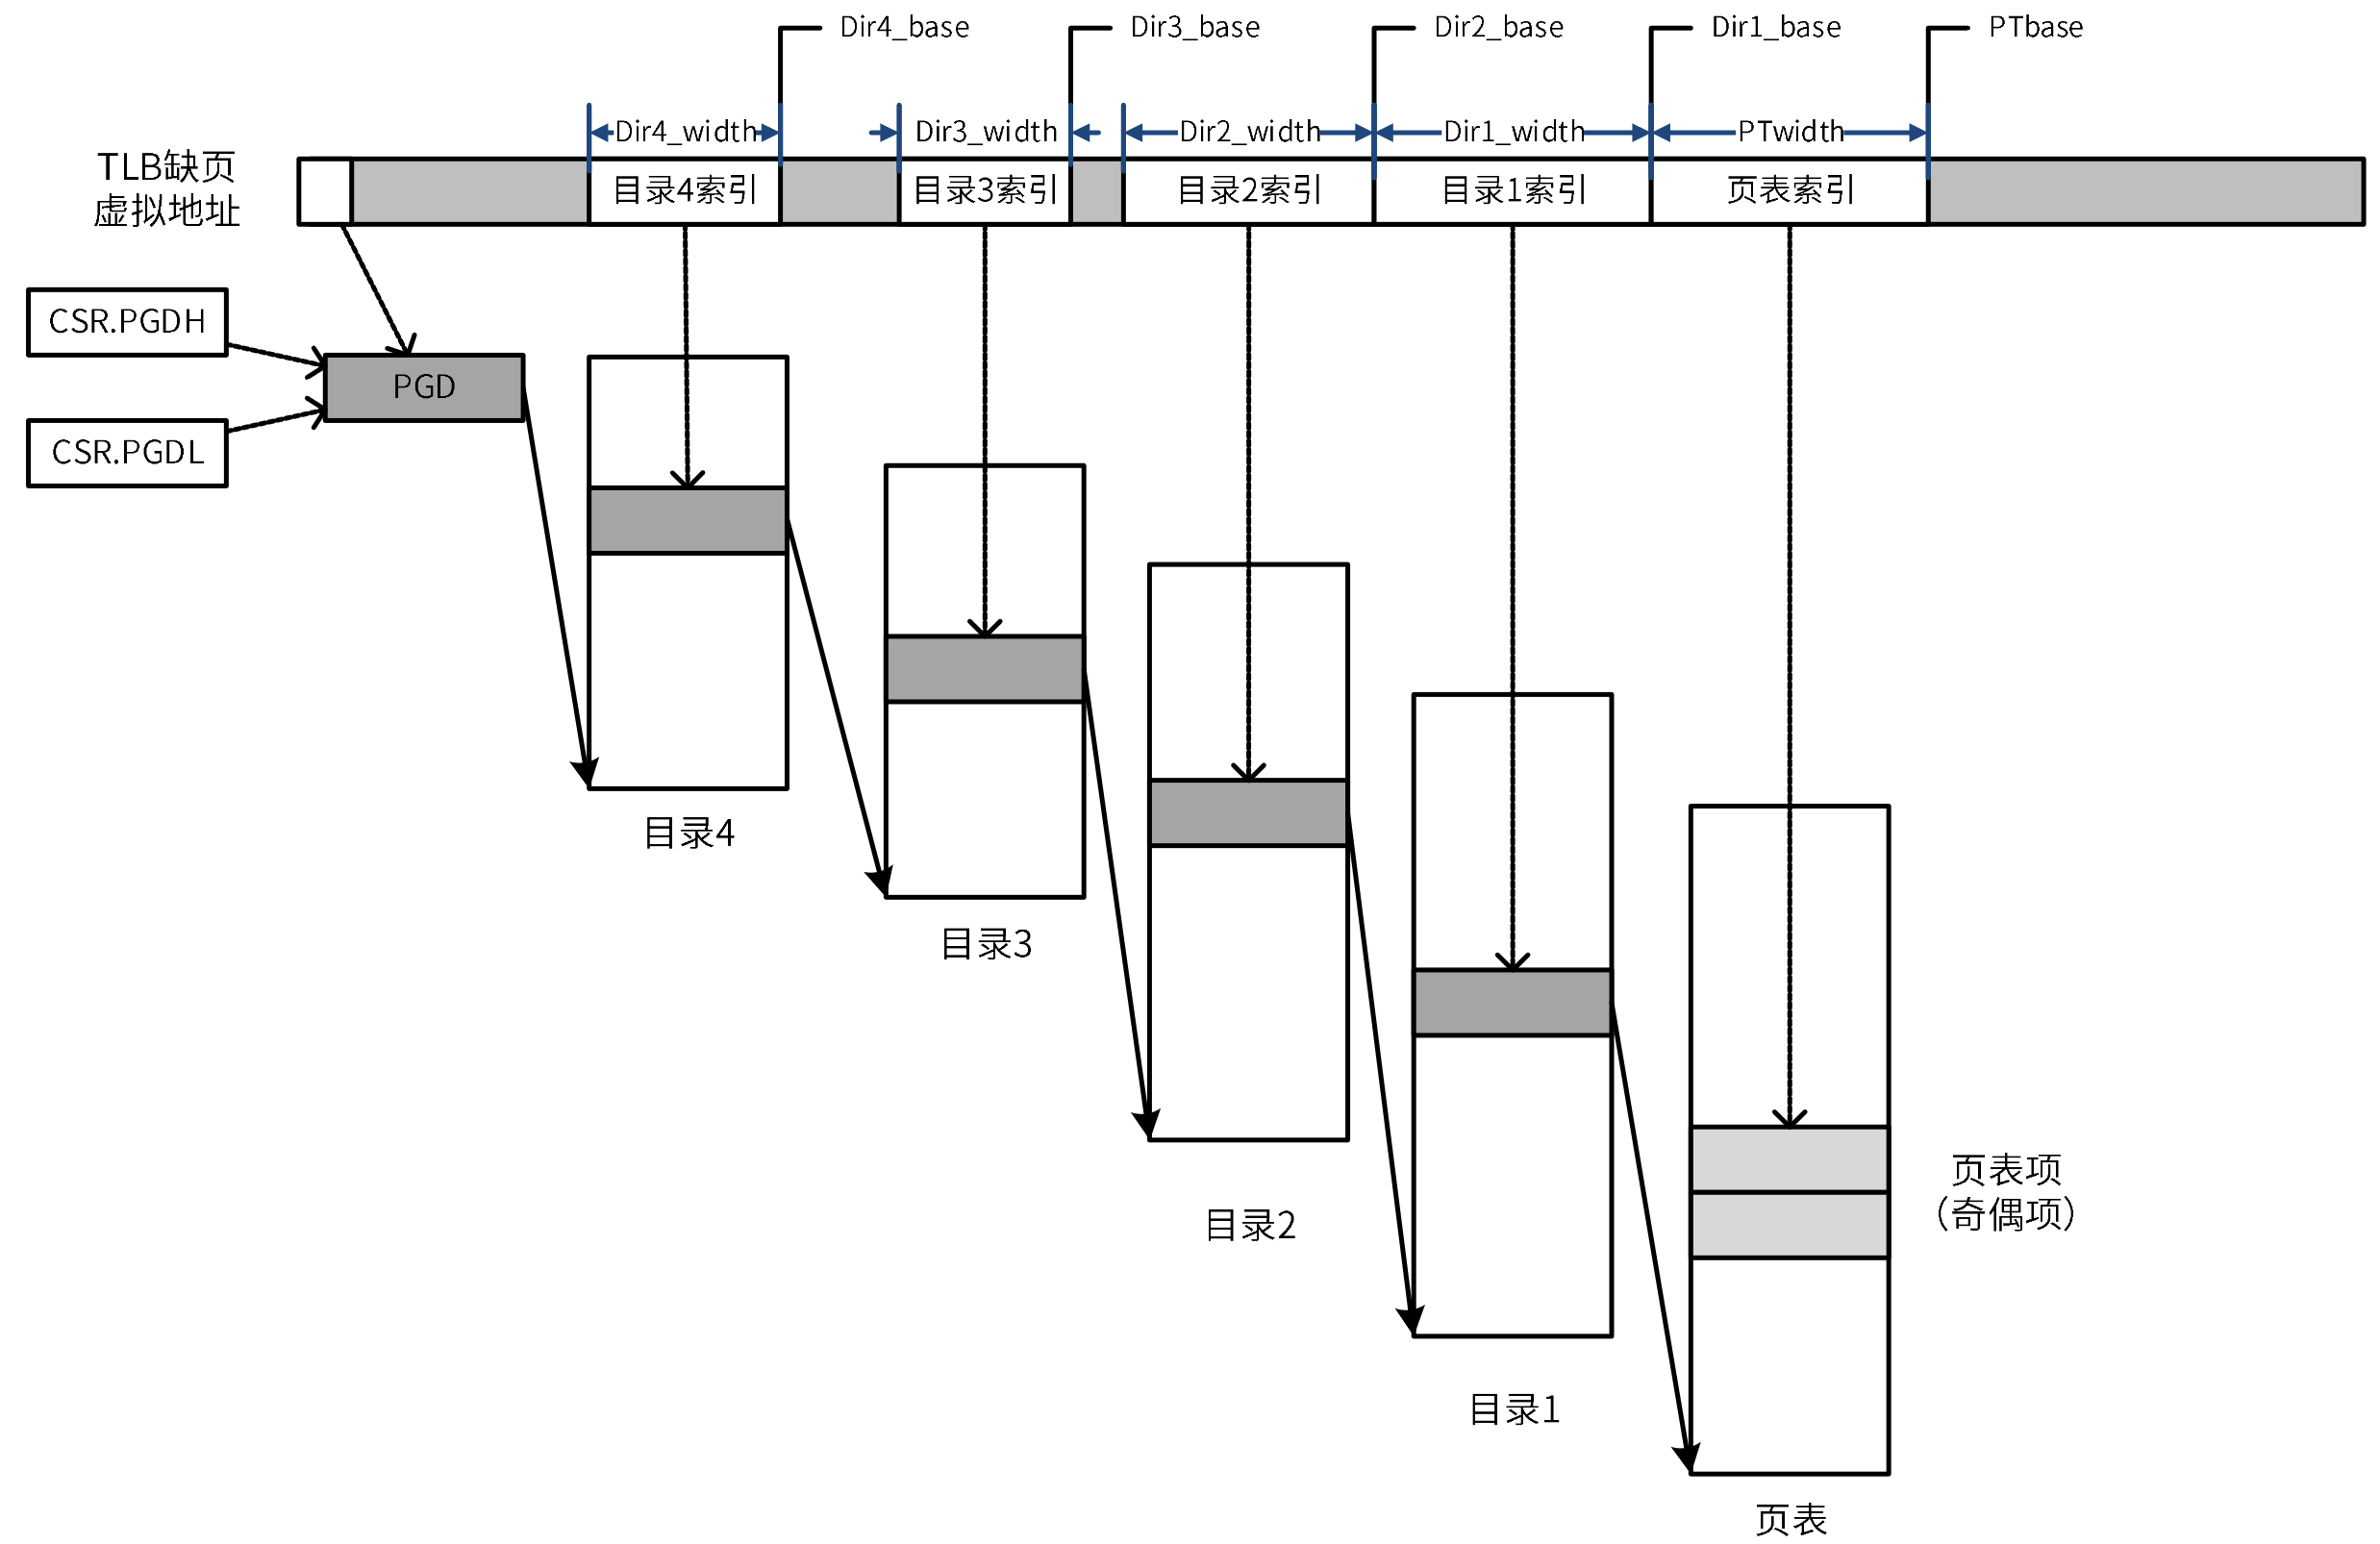 Dir4_base
Dir3_base
Dir2_base
Dir1_base
PTbase
Dir4_width
Dir3_width
Dir2_width
Dir1_width
PTwidth
TLB缺页
虚拟地址
目录4索引
目录3索引
目录2索引
目录1索引
页表索引
CSR.PGDH
PGD
CSR.PGDL
目录4
目录3
目录2
目录1
页表项
（奇偶项）
页表